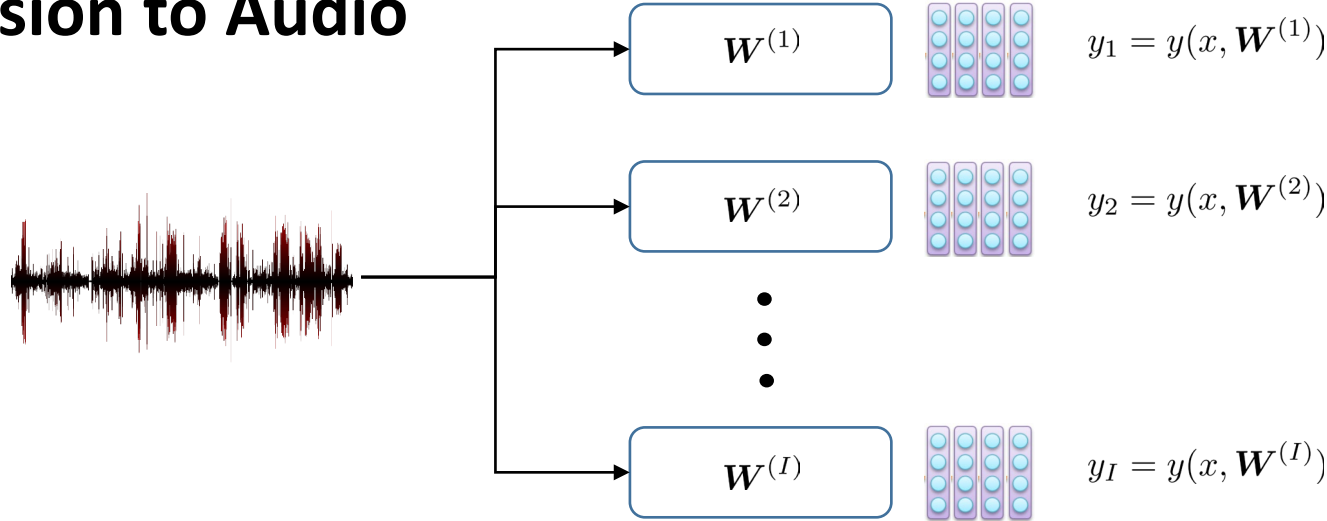 sion to Audio
W^{(1)}
y_1 = y(x, W^{(1)})
W^{(2)}
y_2 = y(x, W^{(2)})
W^{(I)}
y_I = y(x, W^{(I)})